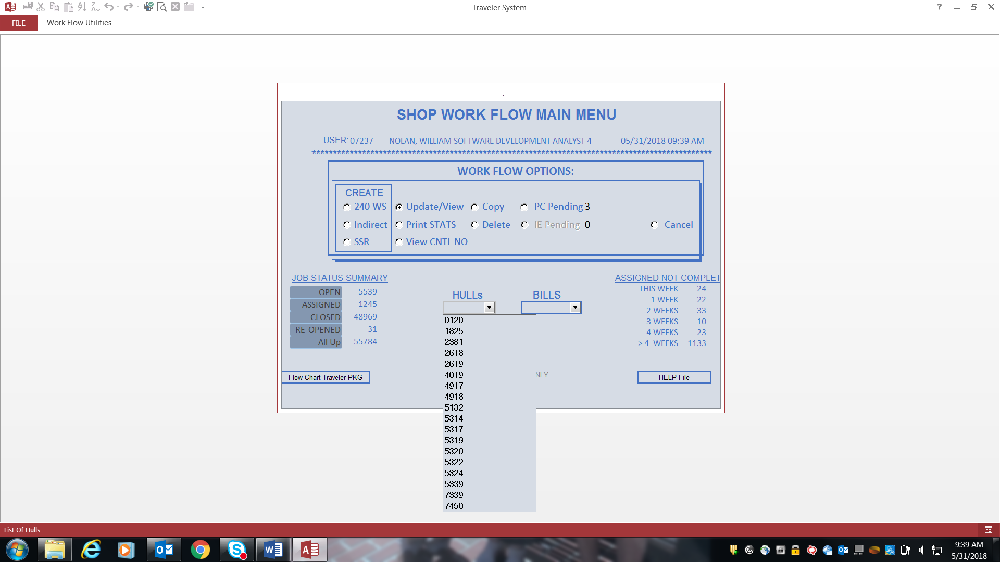 Traveler System
FILE Work Flow Utilities
.
SHOP WORK FLOW MAIN MENU
USER: 07237 NOLAN, WILLIAM SOFTWARE DEVELOPMENT ANALYST 4 05/31/2018 09:39 AM
WORK FLOW OPTIONS:
CREATE
240 WS Update/View Copy PC Pending 3
Indirect Print STATS Delete IE Pending 0 Cancel
SSR View CNTL NO
JOB STATUS SUMMARY
OPEN 5539
ASSIGNED 1245
CLOSED 48969
RE-OPENED 31
All Up 55784
HULLs BILLS
0120
1825
2381
2618
2619
4019
4917
4918
5132
5314
5317
5319
5320
5322
5324
5339
7339
7450
ASSIGNED NOT COMPLET
THIS WEEK 24
1 WEEK 22
2 WEEKS 33
3 WEEKS 10
4 WEEKS 23
> 4 WEEKS 1133
Flow Chart Traveler PKG NLY HELP File
List Of Hulls
9:39 AM
5/31/2018